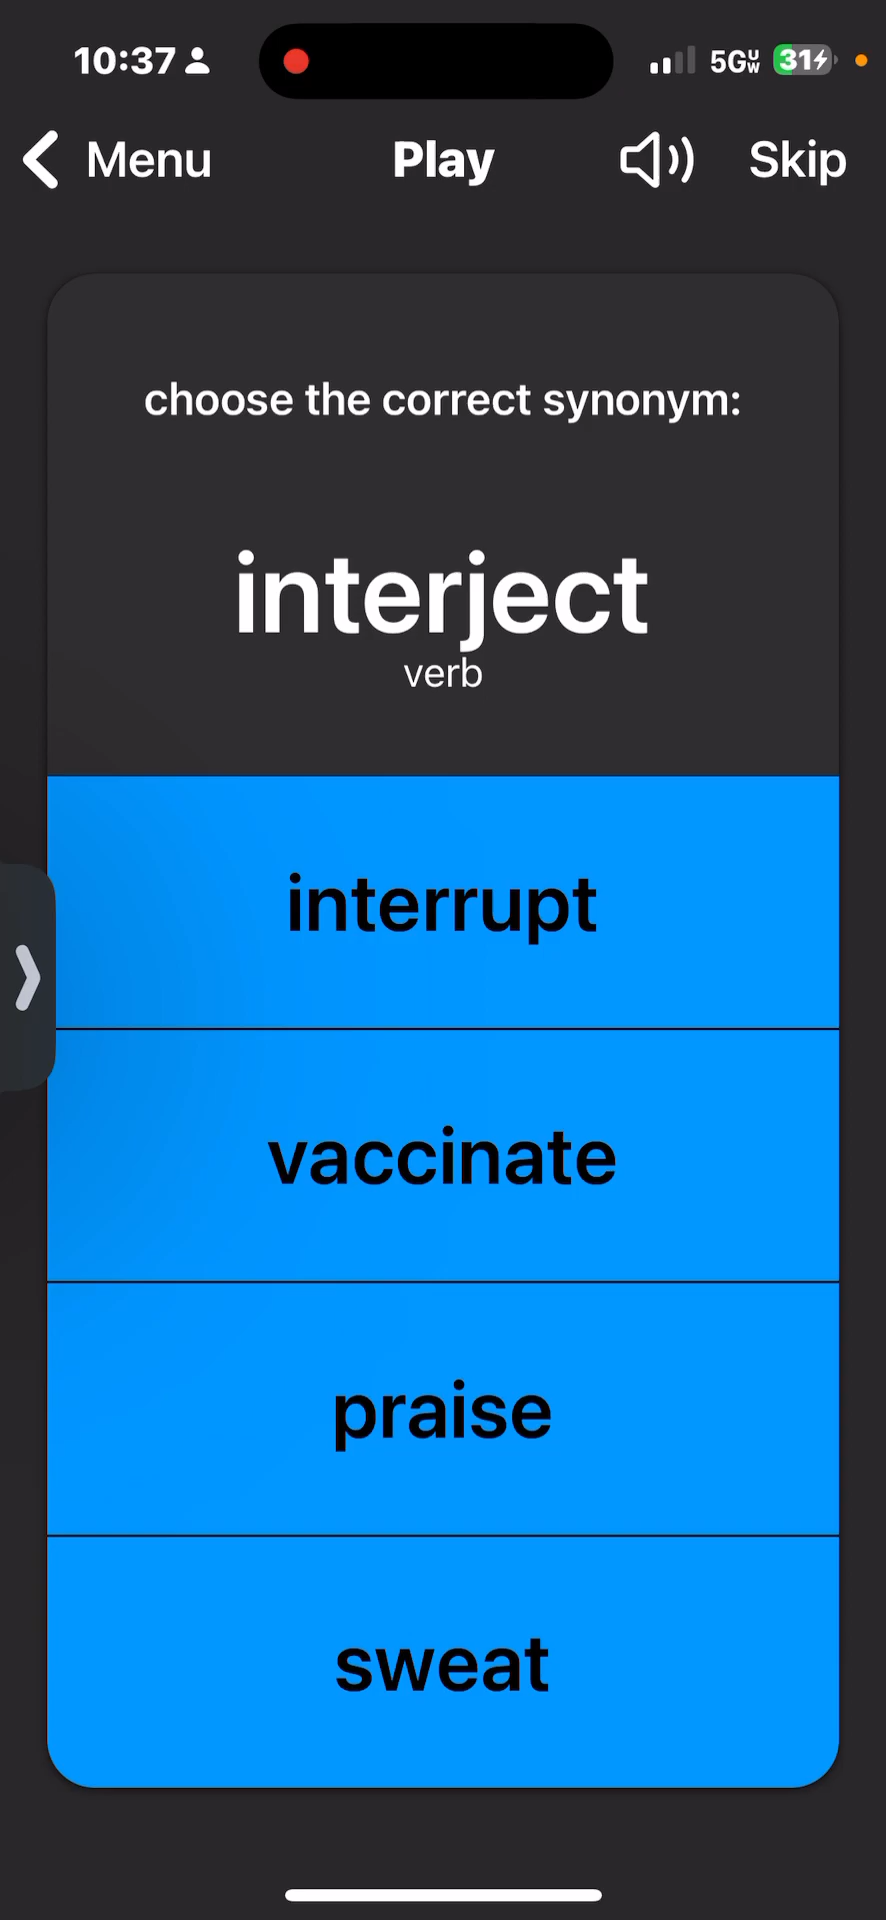 10:37
5G UW 31
Menu Play Skip
choose the correct synonym:
interject
verb
interrupt
vaccinate
praise
sweat